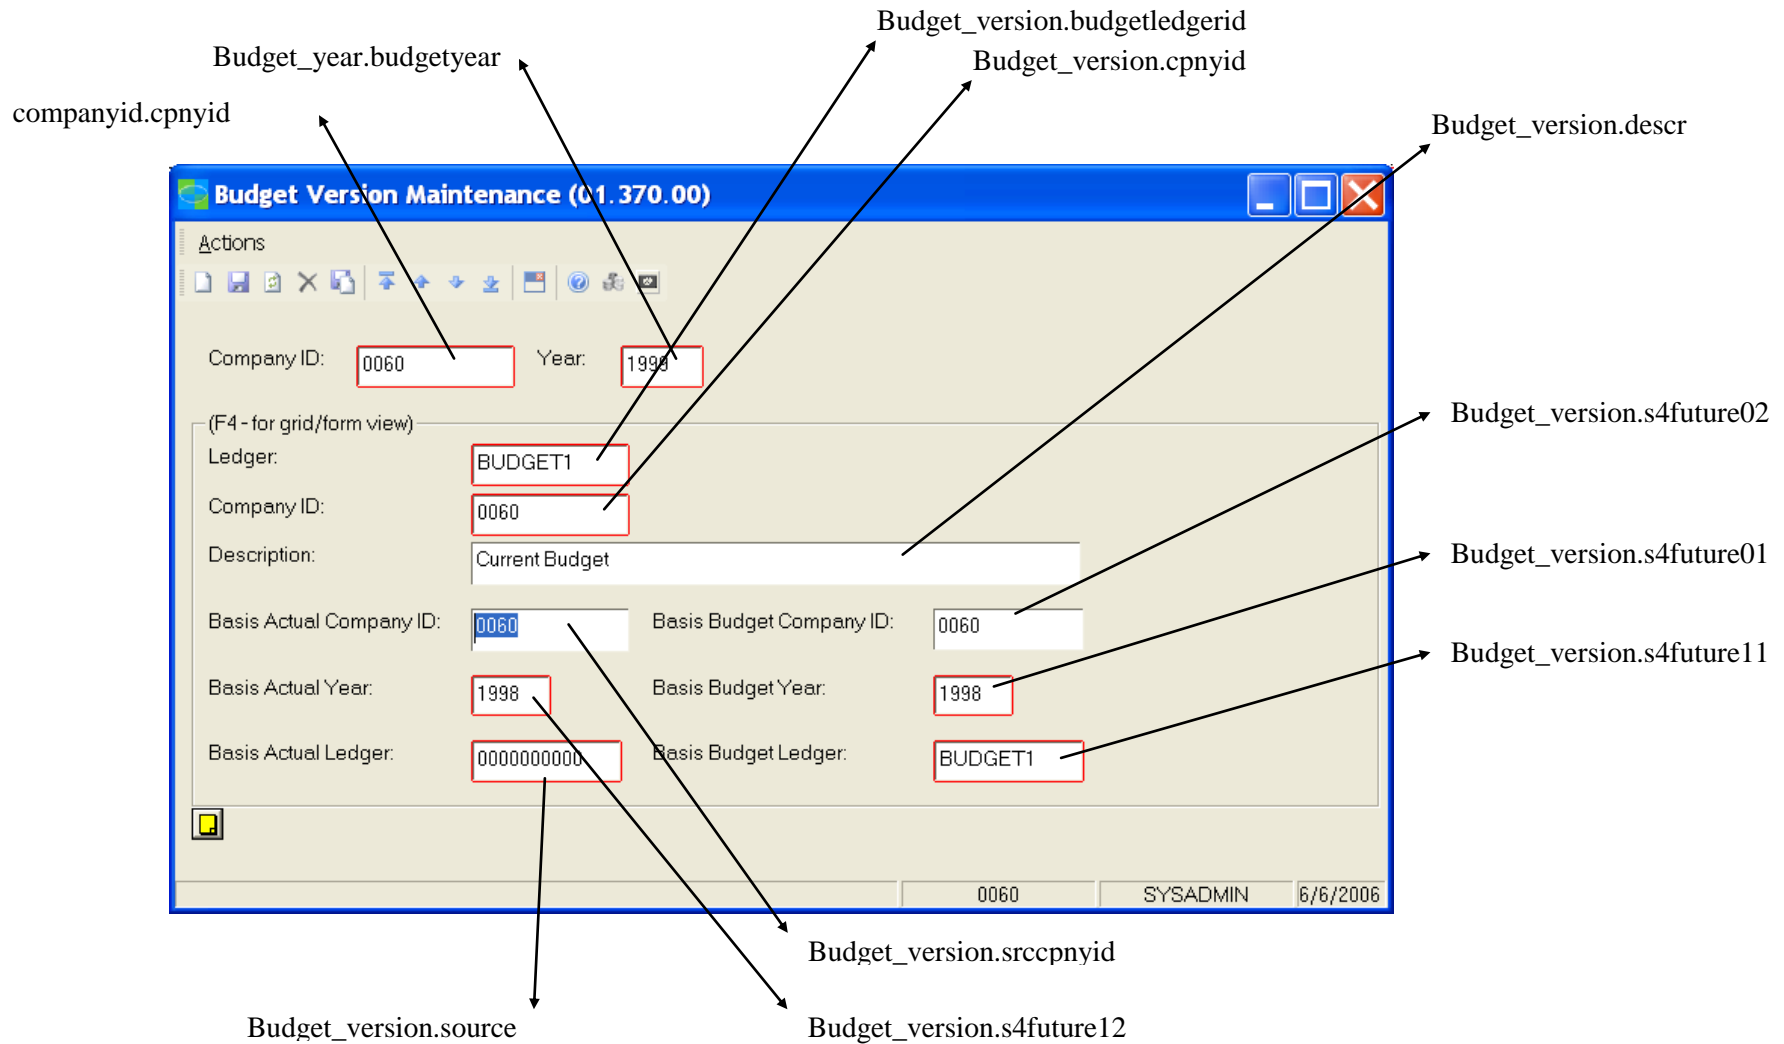 Budget_version.budgetledgerid
Budget_year.budgetyear
Budget_version.cpnyid
companyid.cpnyid
Budget_version.descr
Budget Version Maintenance (01.370.00)
Actions
Company ID: 0060 Year: 1999
(F4 - for grid/form view)
Budget_version.s4future02
Ledger: BUDGET1
Company ID: 0060
Description: Current Budget
Budget_version.s4future01
Basis Actual Company ID: 0060 Basis Budget Company ID: 0060
Budget_version.s4future11
Basis Actual Year: 1998 Basis Budget Year: 1998
Basis Actual Ledger: 0000000000 Basis Budget Ledger: BUDGET1
0060 SYSADMIN 6/6/2006
Budget_version.srccpnyid
Budget_version.source Budget_version.s4future12